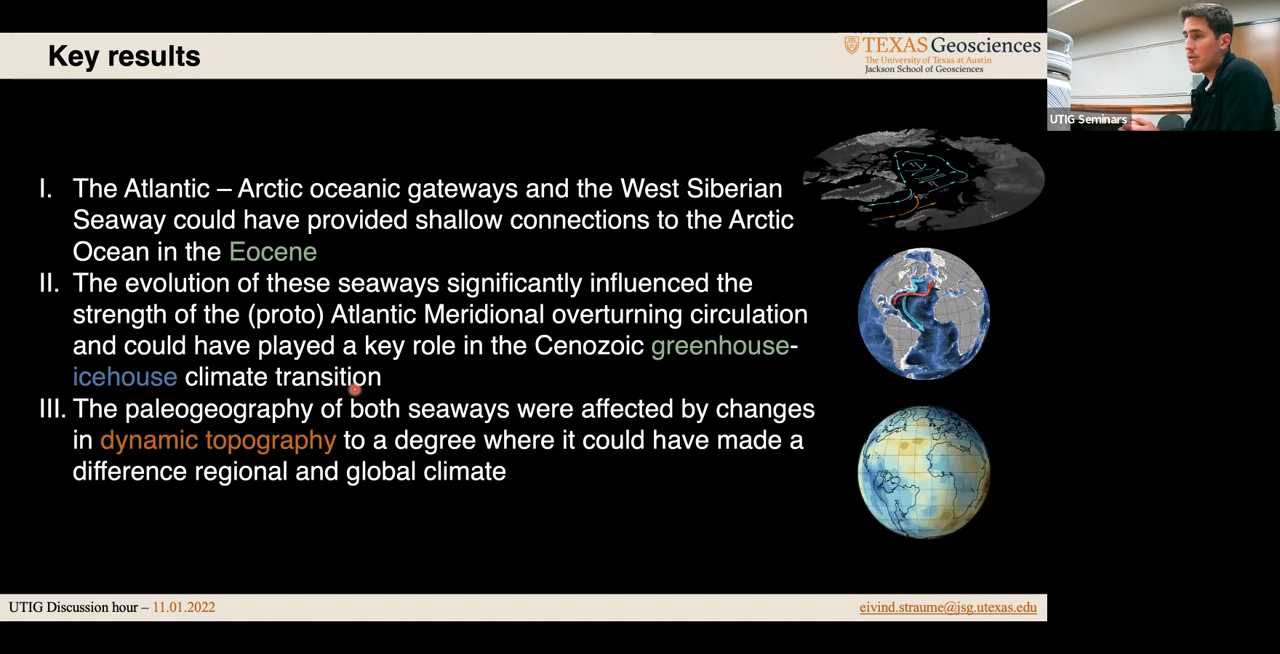 Key results
TEXAS Geosciences
The University of Texas at Austin
Jackson School of Geosciences
UTIG Seminars
I. The Atlantic – Arctic oceanic gateways and the West Siberian
Seaway could have provided shallow connections to the Arctic
Ocean in the Eocene
II. The evolution of these seaways significantly influenced the
strength of the (proto) Atlantic Meridional overturning circulation
and could have played a key role in the Cenozoic greenhouse-
icehouse climate transition
III. The paleogeography of both seaways were affected by changes
in dynamic topography to a degree where it could have made a
difference regional and global climate
UTIG Discussion hour – 11.01.2022
eivind.straume@jsg.utexas.edu